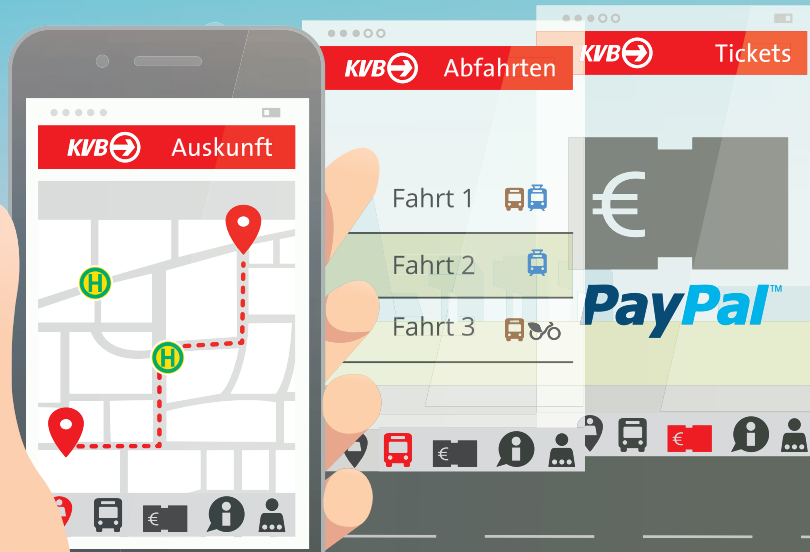 KVB Auskunft
H
H
€
i
KVB Abfahrten
Fahrt 1
Fahrt 2
Fahrt 3
€
i
KVB Tickets
€
PayPal™
€
i